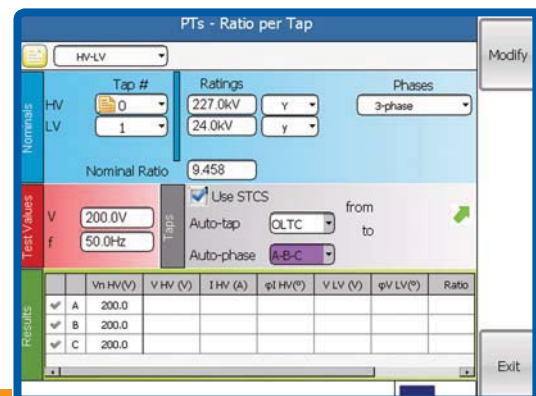 PTs - Ratio per Tap
Modify
HV-LV
Nominals
Tap # Ratings Phases
HV 0 227.0kV Y 3-phase
LV 1 24.0kV y
Nominal Ratio 9.458
Test Values
V 200.0V
f 50.0Hz
Taps
Use STCS
Auto-tap OLTC from
to
Auto-phase A-B-C
Results
Vn HV(V) V HV (V) I HV (A) φI HV(º) V LV (V) φV LV(º) Ratio
A 200.0
B 200.0
C 200.0
Exit